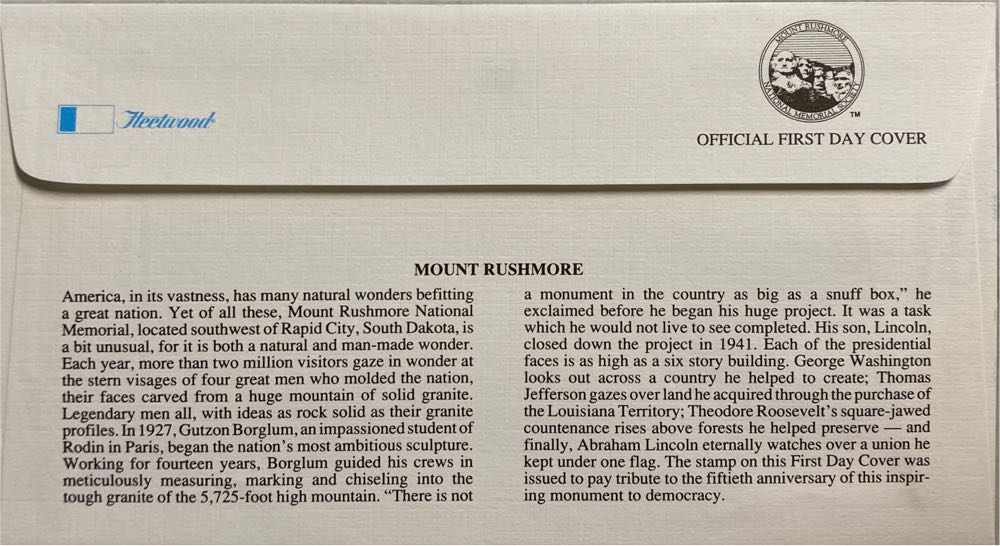 MOUNT RUSHMORE
NATIONAL MEMORIAL SOCIETY
TM
Fleetwood®
OFFICIAL FIRST DAY COVER
MOUNT RUSHMORE
America, in its vastness, has many natural wonders befitting
a great nation. Yet of all these, Mount Rushmore National
Memorial, located southwest of Rapid City, South Dakota, is
a bit unusual, for it is both a natural and man-made wonder.
Each year, more than two million visitors gaze in wonder at
the stern visages of four great men who molded the nation,
their faces carved from a huge mountain of solid granite.
Legendary men all, with ideas as rock solid as their granite
profiles. In 1927, Gutzon Borglum, an impassioned student of
Rodin in Paris, began the nation's most ambitious sculpture.
Working for fourteen years, Borglum guided his crews in
meticulously measuring, marking and chiseling into the
tough granite of the 5,725-foot high mountain. “There is not
a monument in the country as big as a snuff box,” he
exclaimed before he began his huge project. It was a task
which he would not live to see completed. His son, Lincoln,
closed down the project in 1941. Each of the presidential
faces is as high as a six story building. George Washington
looks out across a country he helped to create; Thomas
Jefferson gazes over land he acquired through the purchase of
the Louisiana Territory; Theodore Roosevelt's square-jawed
countenance rises above forests he helped preserve — and
finally, Abraham Lincoln eternally watches over a union he
kept under one flag. The stamp on this First Day Cover was
issued to pay tribute to the fiftieth anniversary of this inspir-
ing monument to democracy.